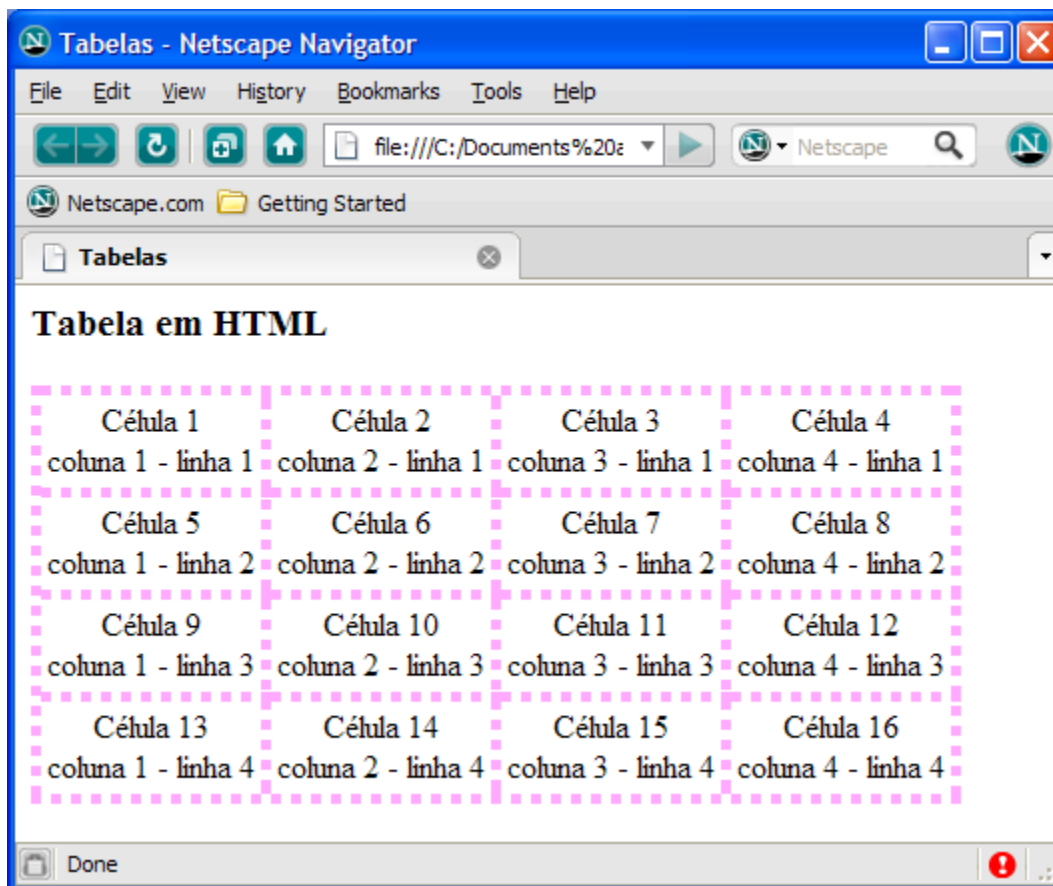 Tabelas - Netscape Navigator
File Edit View History Bookmarks Tools Help
file:///C:/Documents%20a Netscape
Netscape.com Getting Started
Tabelas
Tabela em HTML
Célula 1 Célula 2 Célula 3 Célula 4
coluna 1 - linha 1 coluna 2 - linha 1 coluna 3 - linha 1 coluna 4 - linha 1
Célula 5 Célula 6 Célula 7 Célula 8
coluna 1 - linha 2 coluna 2 - linha 2 coluna 3 - linha 2 coluna 4 - linha 2
Célula 9 Célula 10 Célula 11 Célula 12
coluna 1 - linha 3 coluna 2 - linha 3 coluna 3 - linha 3 coluna 4 - linha 3
Célula 13 Célula 14 Célula 15 Célula 16
coluna 1 - linha 4 coluna 2 - linha 4 coluna 3 - linha 4 coluna 4 - linha 4
Done